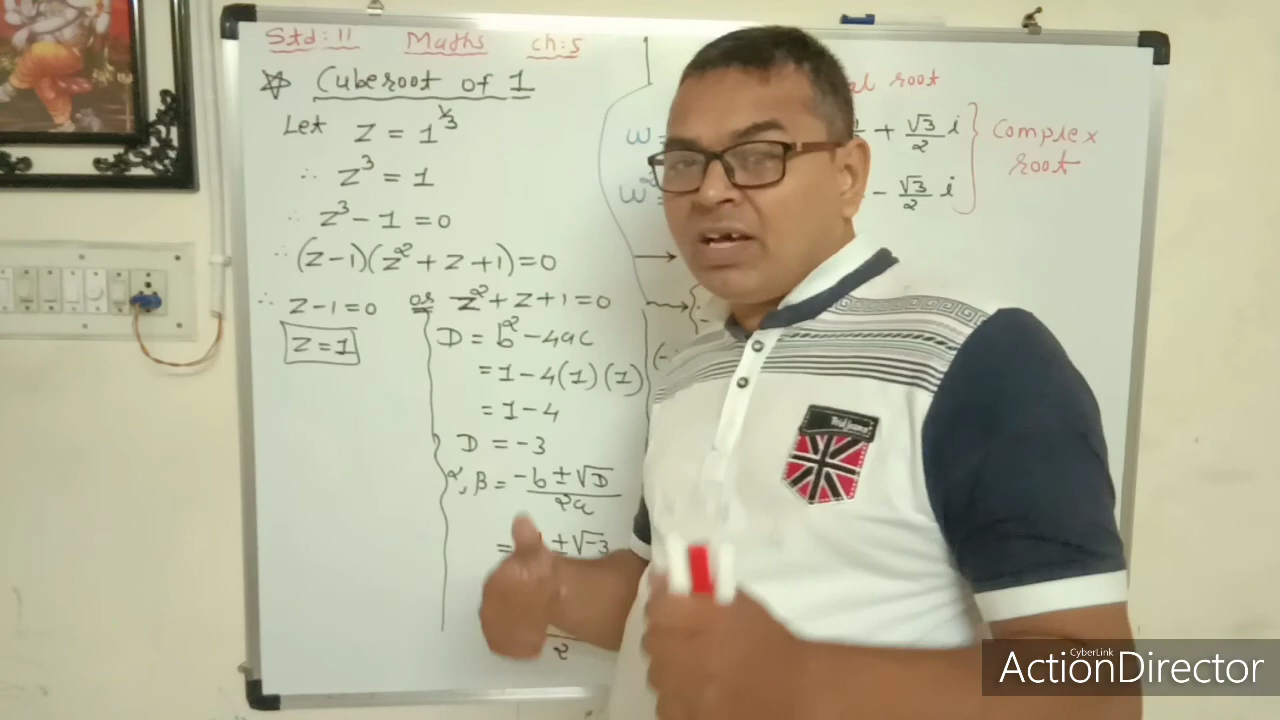 Std: 11 Maths ch: 5
☆ Cuberoot of 1
Let z = 1^(1/3)
∴ z³ = 1
∴ z³ - 1 = 0
∴ (z-1)(z² + z + 1) = 0
∴ z - 1 = 0 or z² + z + 1 = 0
z = 1
D = b² - 4ac
= 1 - 4(1)(1)
= 1 - 4
D = -3
α, β = (-b ± √D)/2a
= ± √-3
2
root
ω + √3/2 i
ω² - √3/2 i
Complex
root
CyberLink
ActionDirector